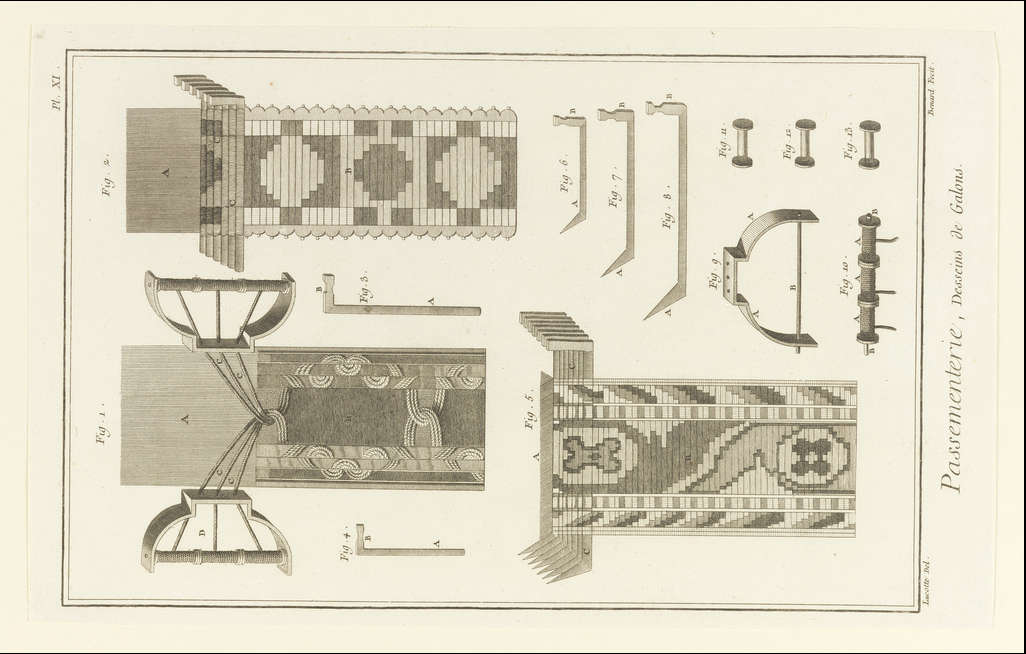 Pl. XI.
Fig. 1.
A
C
C
B
D
Fig. 2.
A
C
C
B
Fig. 3.
B
A
Fig. 4.
B
A
Fig. 5.
A
C
B
C
Fig. 6.
B
A
Fig. 7.
B
A
Fig. 8.
B
A
Fig. 9.
A
A
B
Fig. 10.
B
A
A
A
B
Fig. 11.
Fig. 12.
Fig. 13.
Lucotte Del.
Benard Fecit
Passementerie, Desseins de Galons.